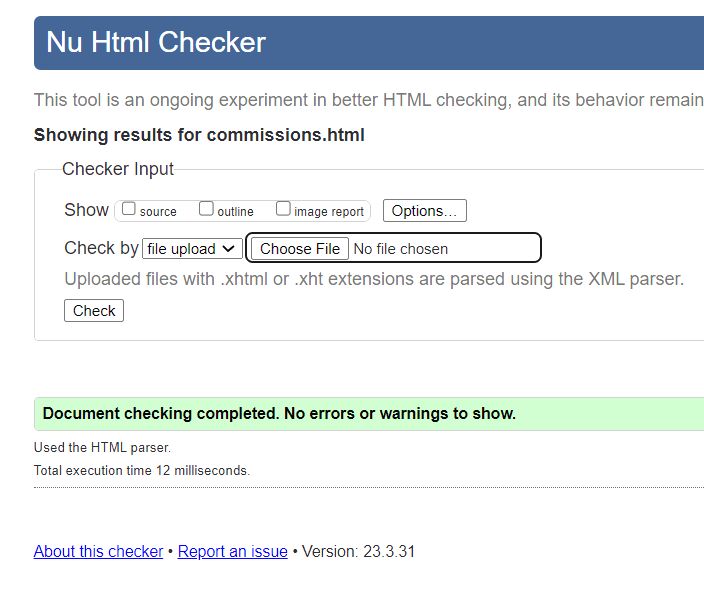 Nu Html Checker
This tool is an ongoing experiment in better HTML checking, and its behavior remain
Showing results for commissions.html
Checker Input
Show source outline image report Options...
Check by file upload Choose File No file chosen
Uploaded files with .xhtml or .xht extensions are parsed using the XML parser.
Check
Document checking completed. No errors or warnings to show.
Used the HTML parser.
Total execution time 12 milliseconds.
About this checker • Report an issue • Version: 23.3.31